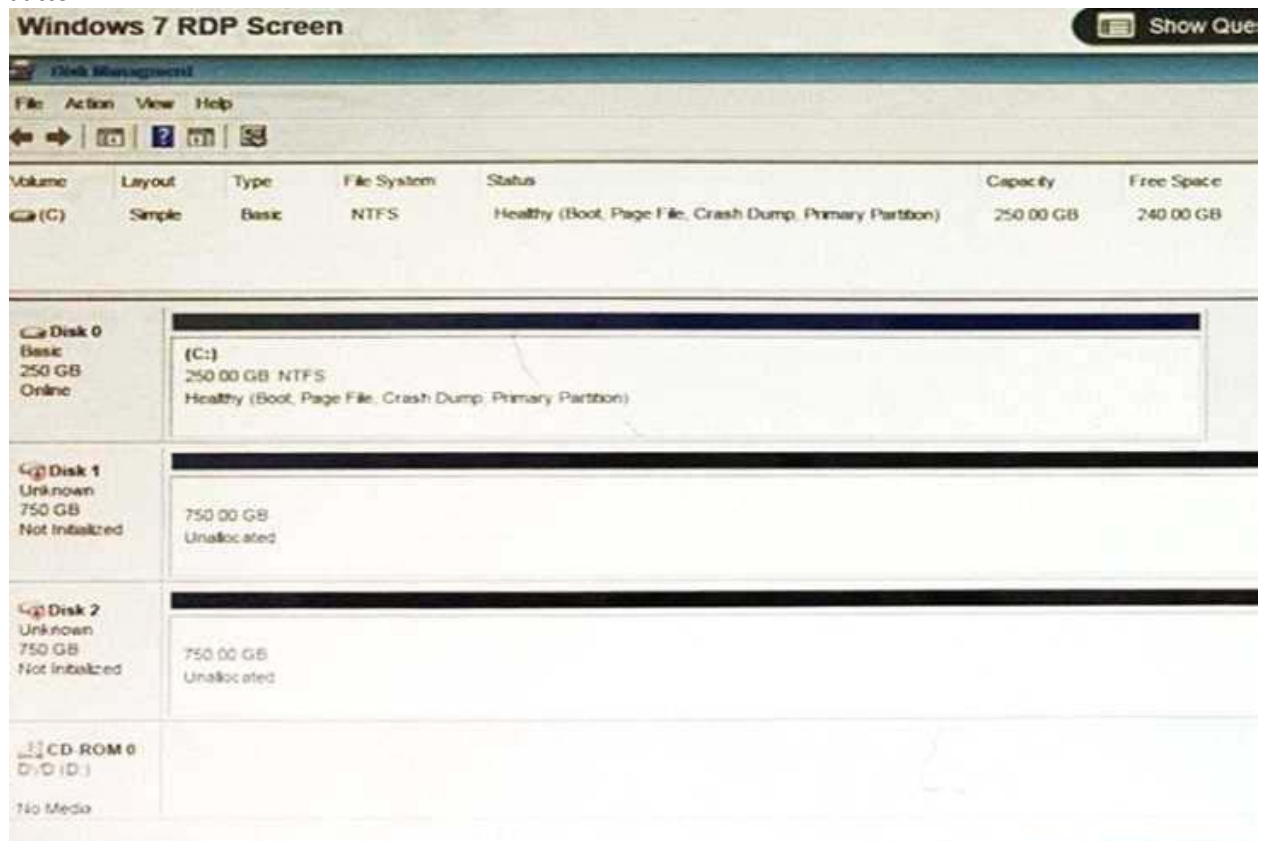 Windows 7 RDP Screen
Show Que
Disk Managment
File Action View Help
Volume Layout Type File System Status Capacity Free Space
(C) Simple Basic NTFS Healthy (Boot, Page File, Crash Dump, Primary Partition) 250.00 GB 240.00 GB
Disk 0
Basic
250 GB
Online
(C:)
250.00 GB NTFS
Healthy (Boot, Page File, Crash Dump, Primary Partition)
Disk 1
Unknown
750 GB
Not Initialized
750.00 GB
Unallocated
Disk 2
Unknown
750 GB
Not Initialized
750.00 GB
Unallocated
CD-ROM 0
DVD (D:)
No Media